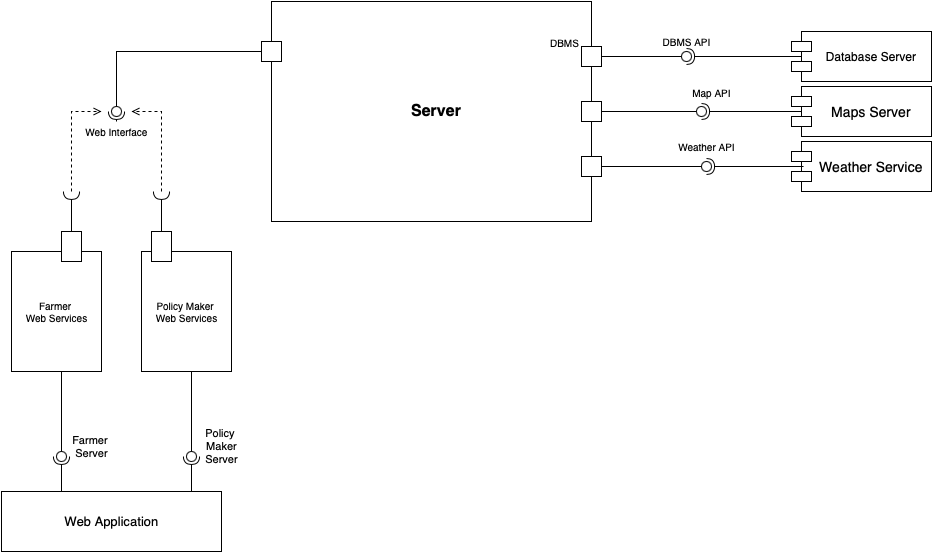 DBMS
DBMS API
Database Server
Server
Map API
Maps Server
Web Interface
Weather API
Weather Service
Farmer
Web Services
Policy Maker
Web Services
Farmer
Server
Policy
Maker
Server
Web Application